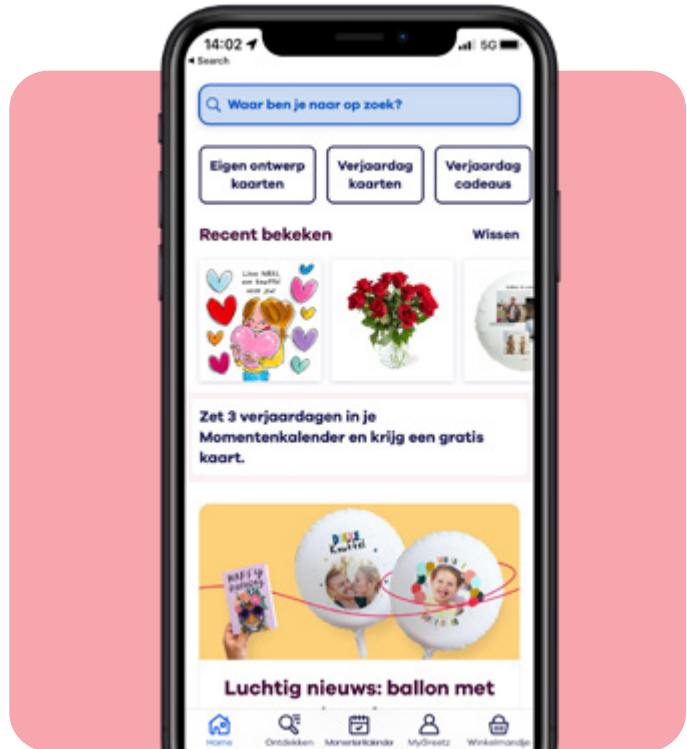 14:02
5G
Search
Waar ben je naar op zoek?
Eigen ontwerp
kaarten
Verjaardag
kaarten
Verjaardag
cadeaus
Recent bekeken
Wissen
Zet 3 verjaardagen in je
Momentenkalender en krijg een gratis
kaart.
Luchtig nieuws: ballon met
Home
Ontdekken
Momentenkalender
MyGreetz
Winkelmandje